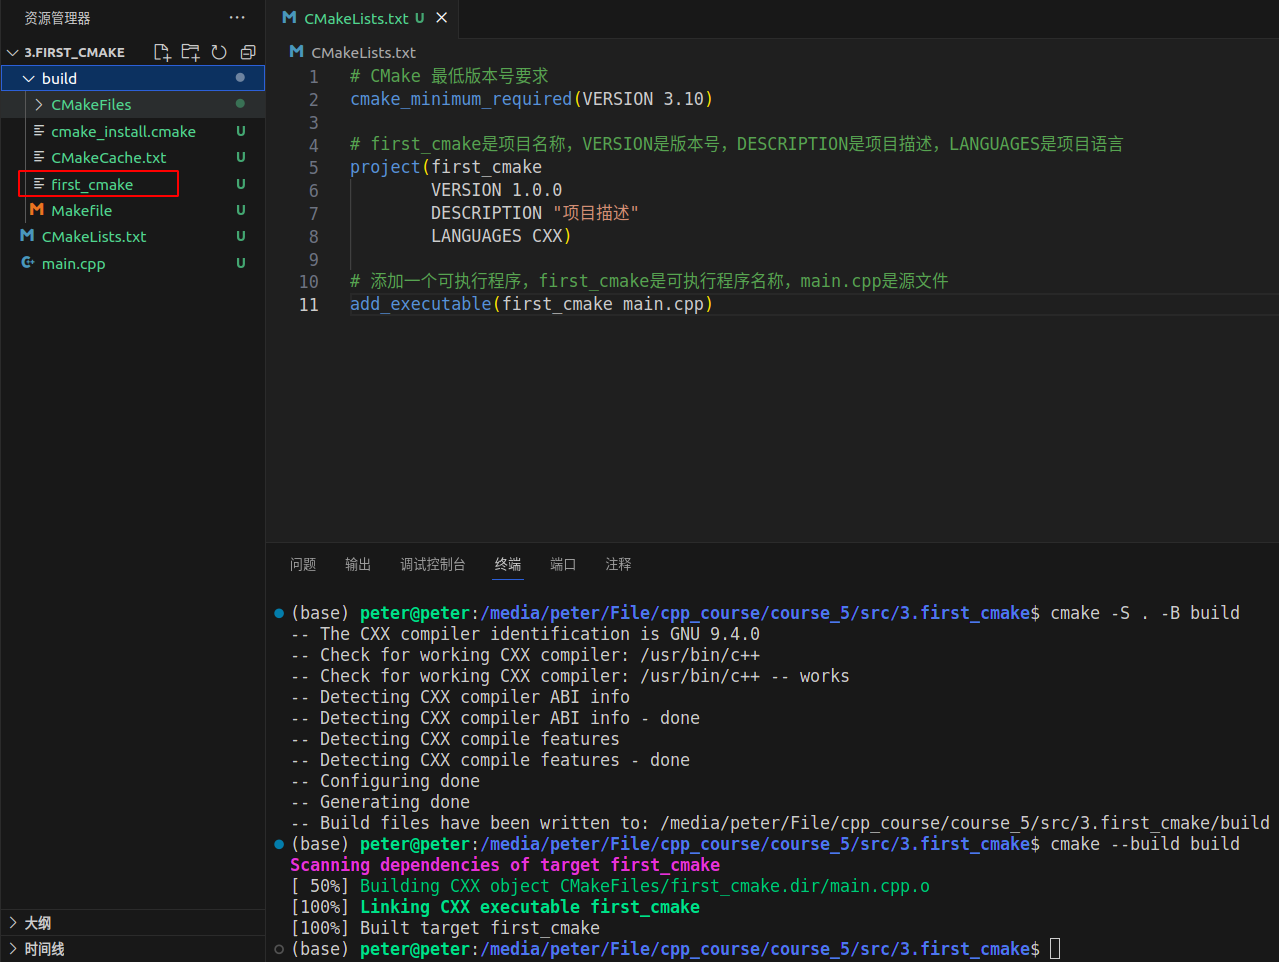 资源管理器
3.FIRST_CMAKE
build
CMakeFiles
cmake_install.cmake U
CMakeCache.txt U
first_cmake U
Makefile U
CMakeLists.txt U
main.cpp U
大纲
时间线
CMakeLists.txt U
CMakeLists.txt
1 # CMake 最低版本号要求
2 cmake_minimum_required(VERSION 3.10)
3
4 # first_cmake是项目名称，VERSION是版本号，DESCRIPTION是项目描述，LANGUAGES是项目语言
5 project(first_cmake
6 VERSION 1.0.0
7 DESCRIPTION "项目描述"
8 LANGUAGES CXX)
9
10 # 添加一个可执行程序，first_cmake是可执行程序名称，main.cpp是源文件
11 add_executable(first_cmake main.cpp)
问题 输出 调试控制台 终端 端口 注释
(base) peter@peter:/media/peter/File/cpp_course/course_5/src/3.first_cmake$ cmake -S . -B build
-- The CXX compiler identification is GNU 9.4.0
-- Check for working CXX compiler: /usr/bin/c++
-- Check for working CXX compiler: /usr/bin/c++ -- works
-- Detecting CXX compiler ABI info
-- Detecting CXX compiler ABI info - done
-- Detecting CXX compile features
-- Detecting CXX compile features - done
-- Configuring done
-- Generating done
-- Build files have been written to: /media/peter/File/cpp_course/course_5/src/3.first_cmake/build
(base) peter@peter:/media/peter/File/cpp_course/course_5/src/3.first_cmake$ cmake --build build
Scanning dependencies of target first_cmake
[ 50%] Building CXX object CMakeFiles/first_cmake.dir/main.cpp.o
[100%] Linking CXX executable first_cmake
[100%] Built target first_cmake
(base) peter@peter:/media/peter/File/cpp_course/course_5/src/3.first_cmake$